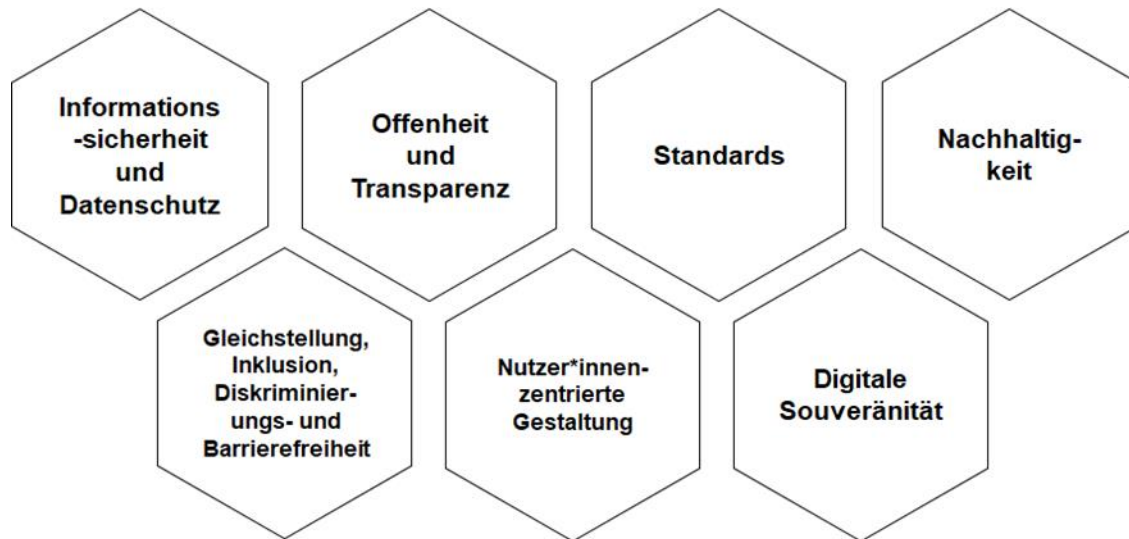 Informations
-sicherheit
und
Datenschutz
Offenheit
und
Transparenz
Standards
Nachhaltig-
keit
Gleichstellung,
Inklusion,
Diskriminier-
ungs- und
Barrierefreiheit
Nutzer*innen-
zentrierte
Gestaltung
Digitale
Souveränität